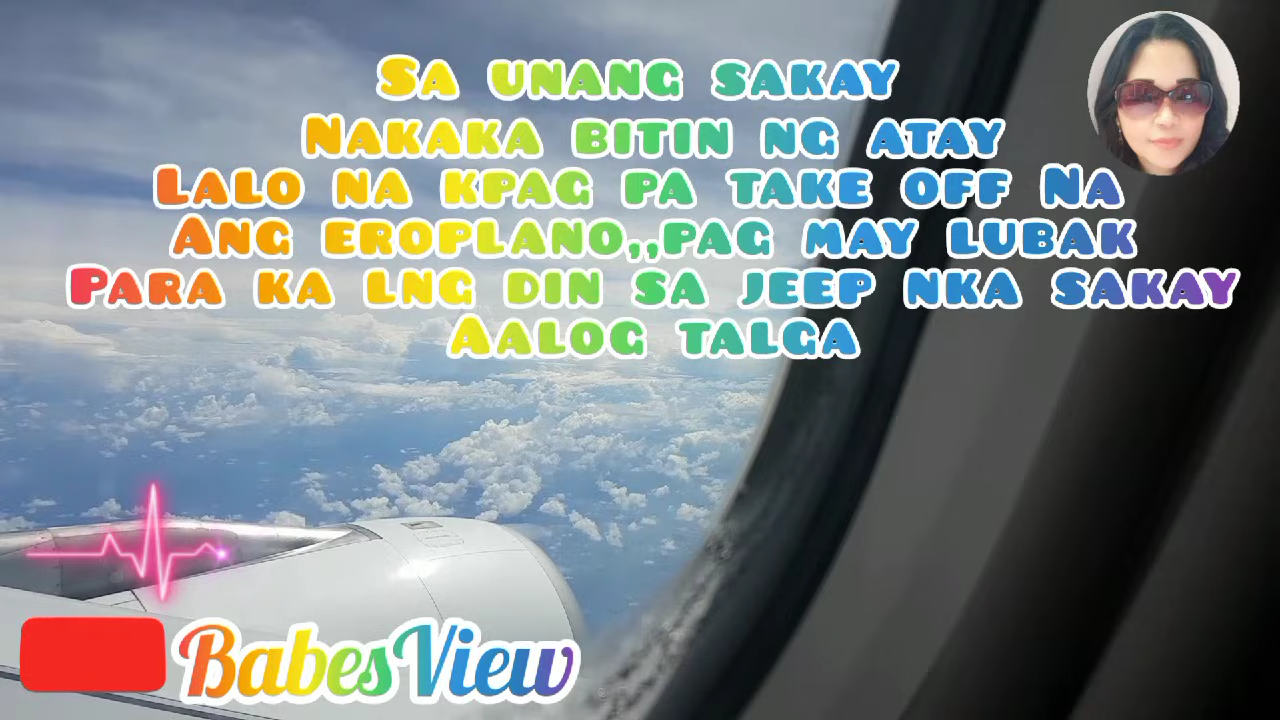 Sa unang sakay
Nakaka bitin ng atay
Lalo na kpag pa take off Na
Ang eroplano,,pag may lubak
Para ka lng din sa jeep nka sakay
Aalog talga
BabesView